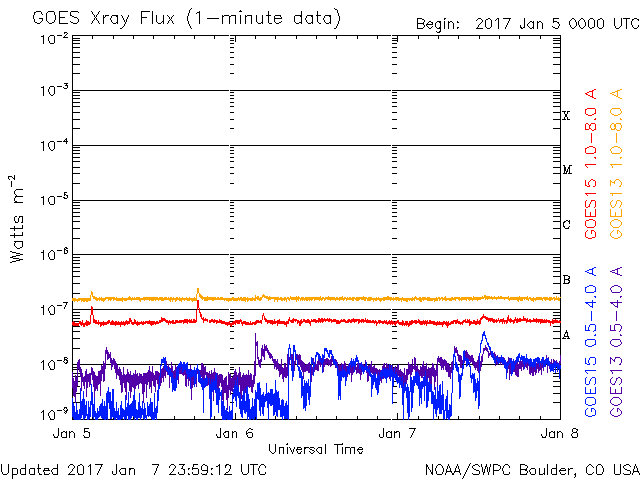 GOES Xray Flux (1-minute data)
Begin: 2017 Jan 5 0000 UTC
10⁻²
10⁻³
10⁻⁴
10⁻⁵
10⁻⁶
10⁻⁷
10⁻⁸
10⁻⁹
Watts m⁻²
X
M
C
B
A
GOES15 1.0-8.0 A
GOES13 1.0-8.0 A
GOES15 0.5-4.0 A
GOES13 0.5-4.0 A
Jan 5
Jan 6
Jan 7
Jan 8
Universal Time
Updated 2017 Jan 7 23:59:12 UTC
NOAA/SWPC Boulder, CO USA